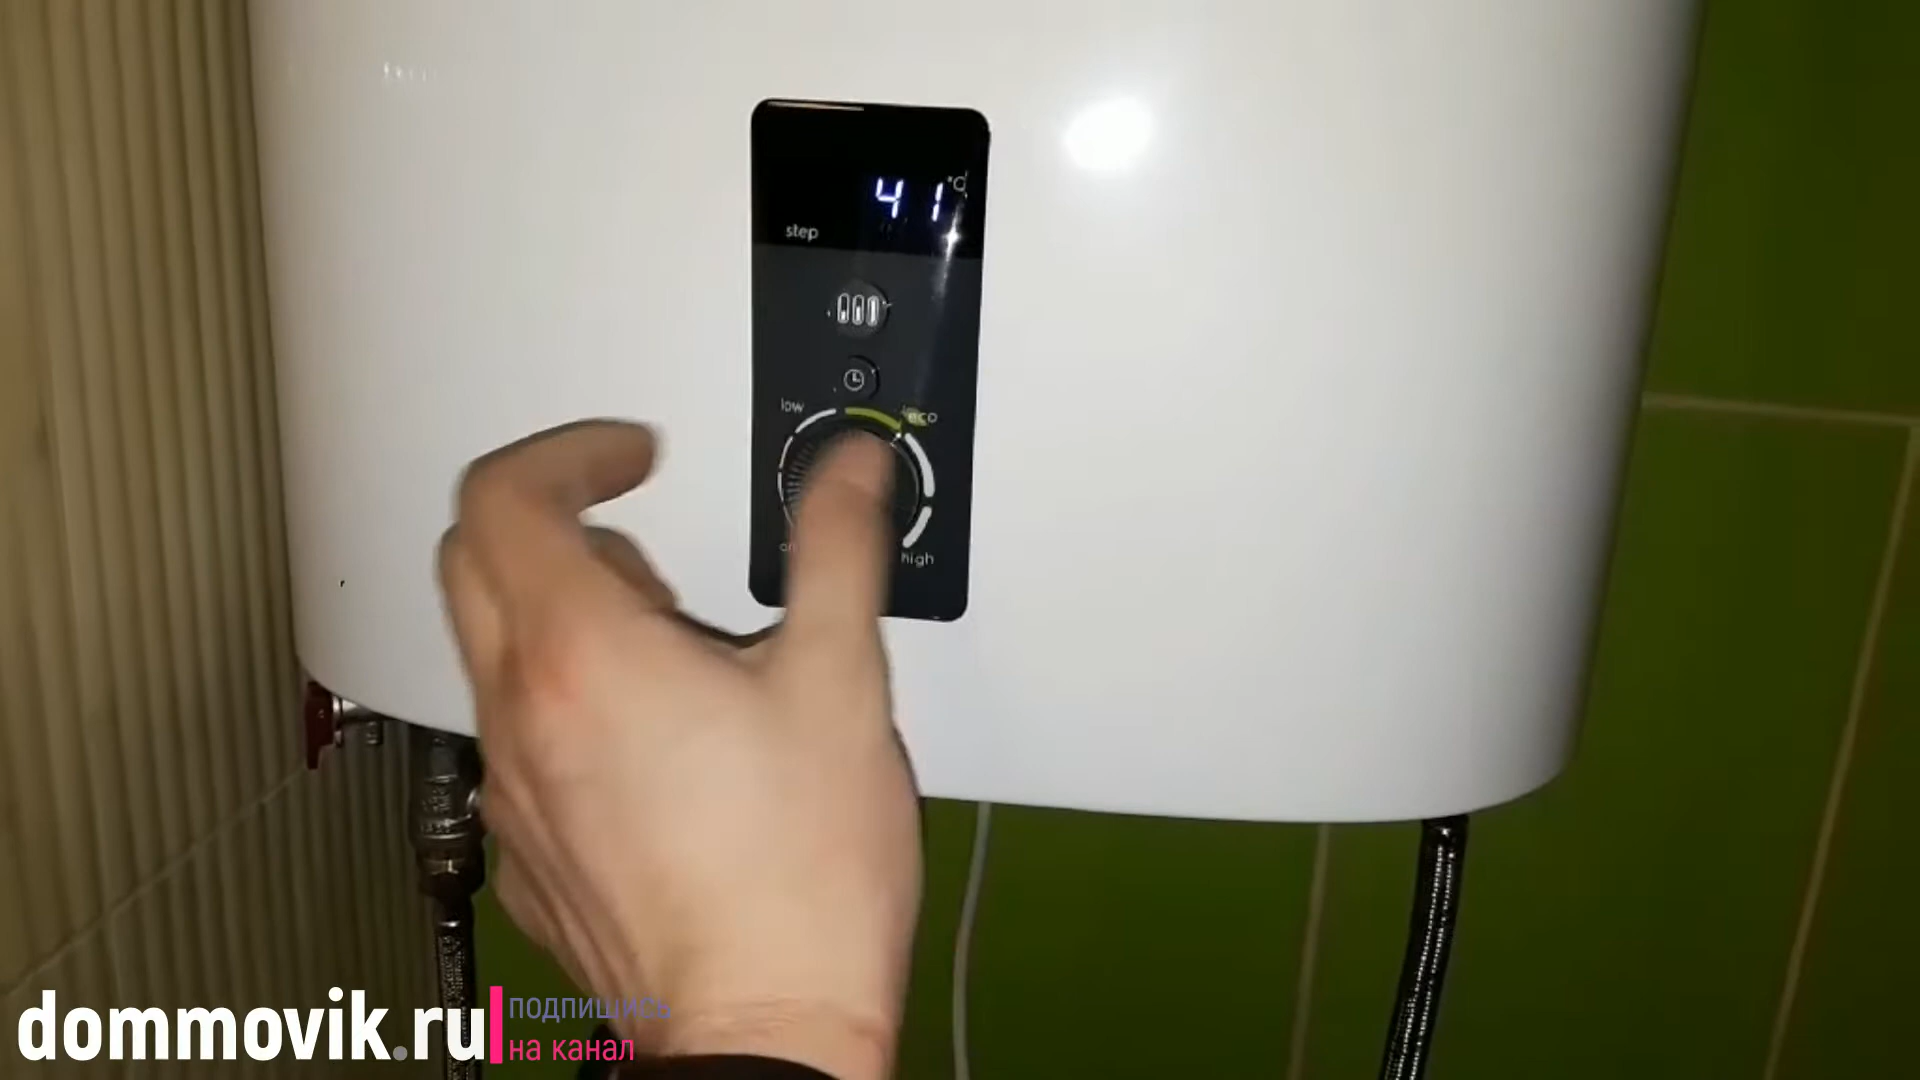 41 °C
step
low eco
high
dommovik.ru
подпишись
на канал